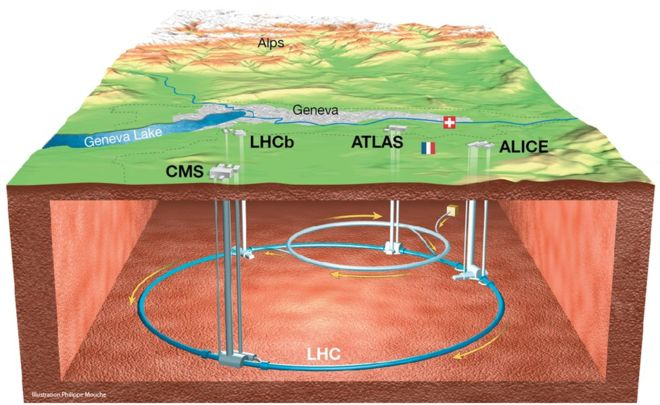 Alps
Geneva
Geneva Lake
LHCb
ATLAS
ALICE
CMS
LHC
Illustration Philippe Mouche